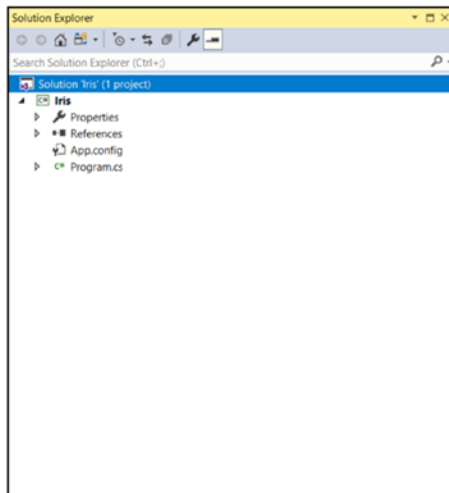 Solution Explorer
Search Solution Explorer (Ctrl+;)
Solution 'Iris' (1 project)
C# Iris
Properties
References
App.config
C# Program.cs